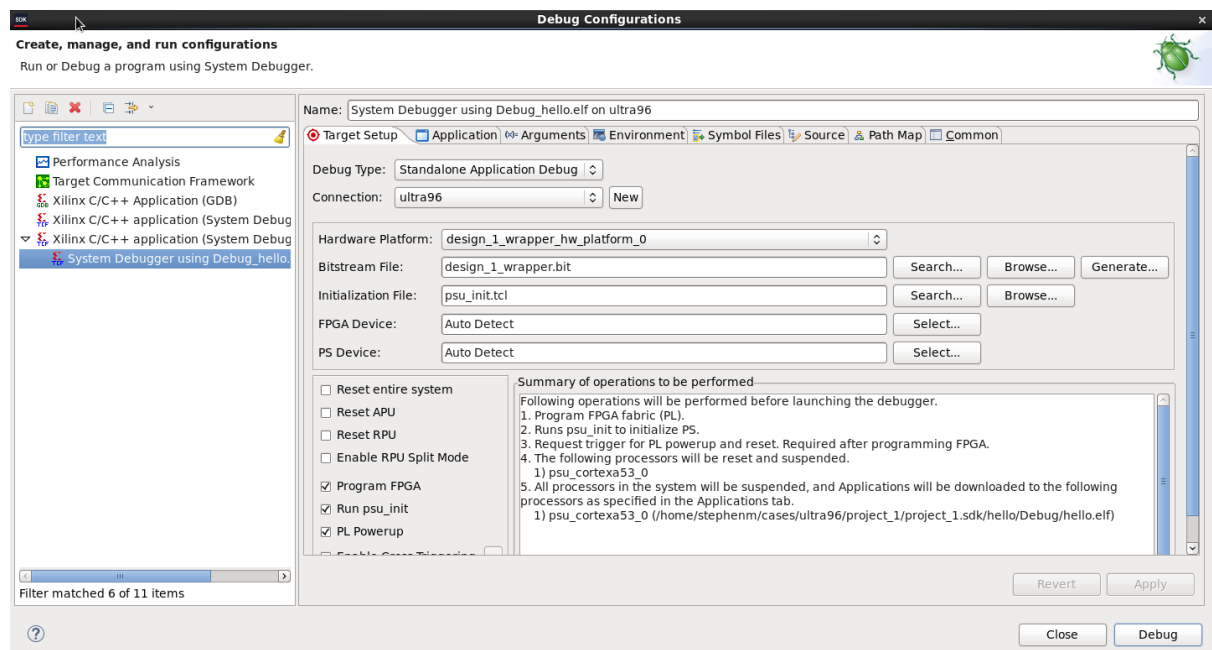 SDK
Debug Configurations
Create, manage, and run configurations
Run or Debug a program using System Debugger.
type filter text
Performance Analysis
Target Communication Framework
Xilinx C/C++ Application (GDB)
Xilinx C/C++ application (System Debug
Xilinx C/C++ application (System Debug
System Debugger using Debug_hello.
Filter matched 6 of 11 items
Name: System Debugger using Debug_hello.elf on ultra96
Target Setup Application Arguments Environment Symbol Files Source Path Map Common
Debug Type: Standalone Application Debug
Connection: ultra96 New
Hardware Platform: design_1_wrapper_hw_platform_0
Bitstream File: design_1_wrapper.bit Search... Browse... Generate...
Initialization File: psu_init.tcl Search... Browse...
FPGA Device: Auto Detect Select...
PS Device: Auto Detect Select...
Reset entire system
Reset APU
Reset RPU
Enable RPU Split Mode
Program FPGA
Run psu_init
PL Powerup
Enable Cross Triggering
Summary of operations to be performed
Following operations will be performed before launching the debugger.
1. Program FPGA fabric (PL).
2. Runs psu_init to initialize PS.
3. Request trigger for PL powerup and reset. Required after programming FPGA.
4. The following processors will be reset and suspended.
1) psu_cortexa53_0
5. All processors in the system will be suspended, and Applications will be downloaded to the following
processors as specified in the Applications tab.
1) psu_cortexa53_0 (/home/stephenm/cases/ultra96/project_1/project_1.sdk/hello/Debug/hello.elf)
Revert Apply
Close Debug